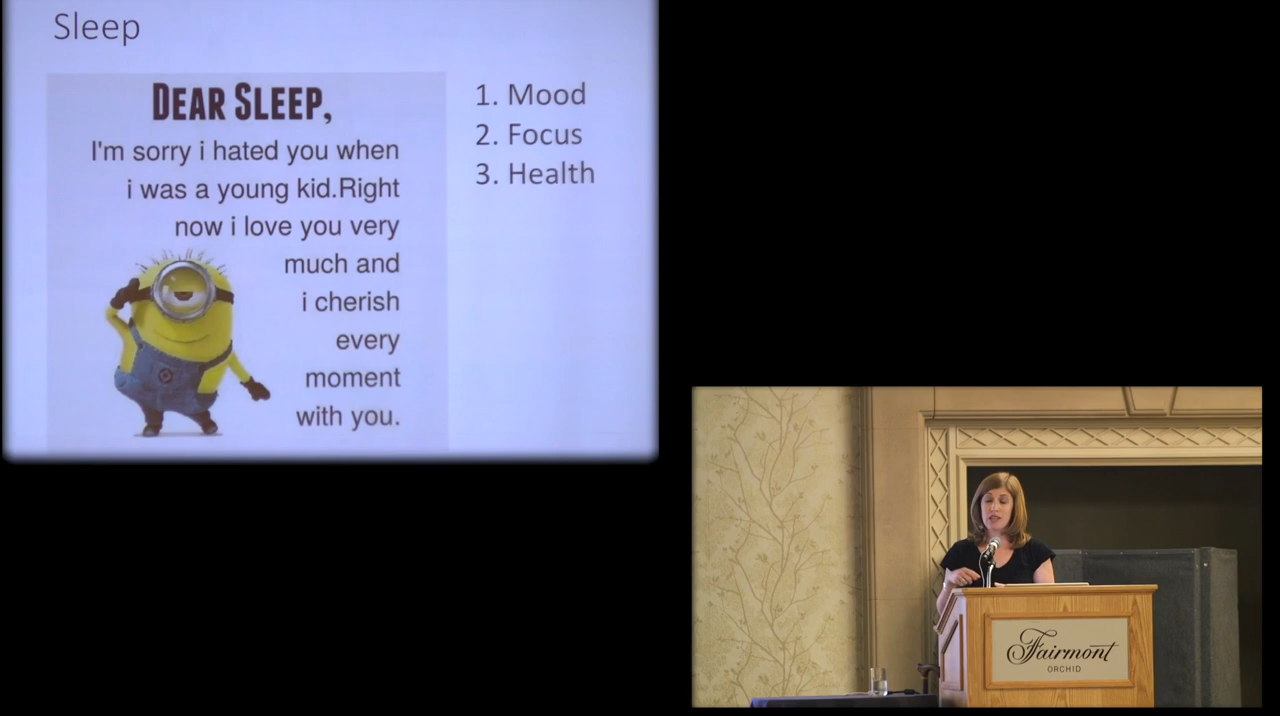 Sleep
DEAR SLEEP,
I'm sorry i hated you when
i was a young kid.Right
now i love you very
much and
i cherish
every
moment
with you.
1. Mood
2. Focus
3. Health
Fairmont
ORCHID